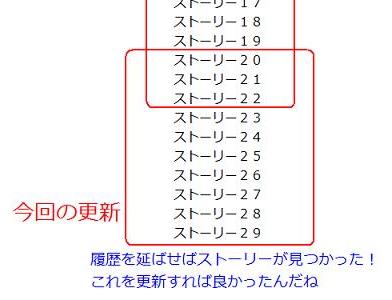 ストーリー１７
ストーリー１８
ストーリー１９
ストーリー２０
ストーリー２１
ストーリー２２
ストーリー２３
ストーリー２４
ストーリー２５
ストーリー２６
ストーリー２７
ストーリー２８
ストーリー２９
今回の更新
履歴を延ばせばストーリーが見つかった！
これを更新すれば良かったんだね